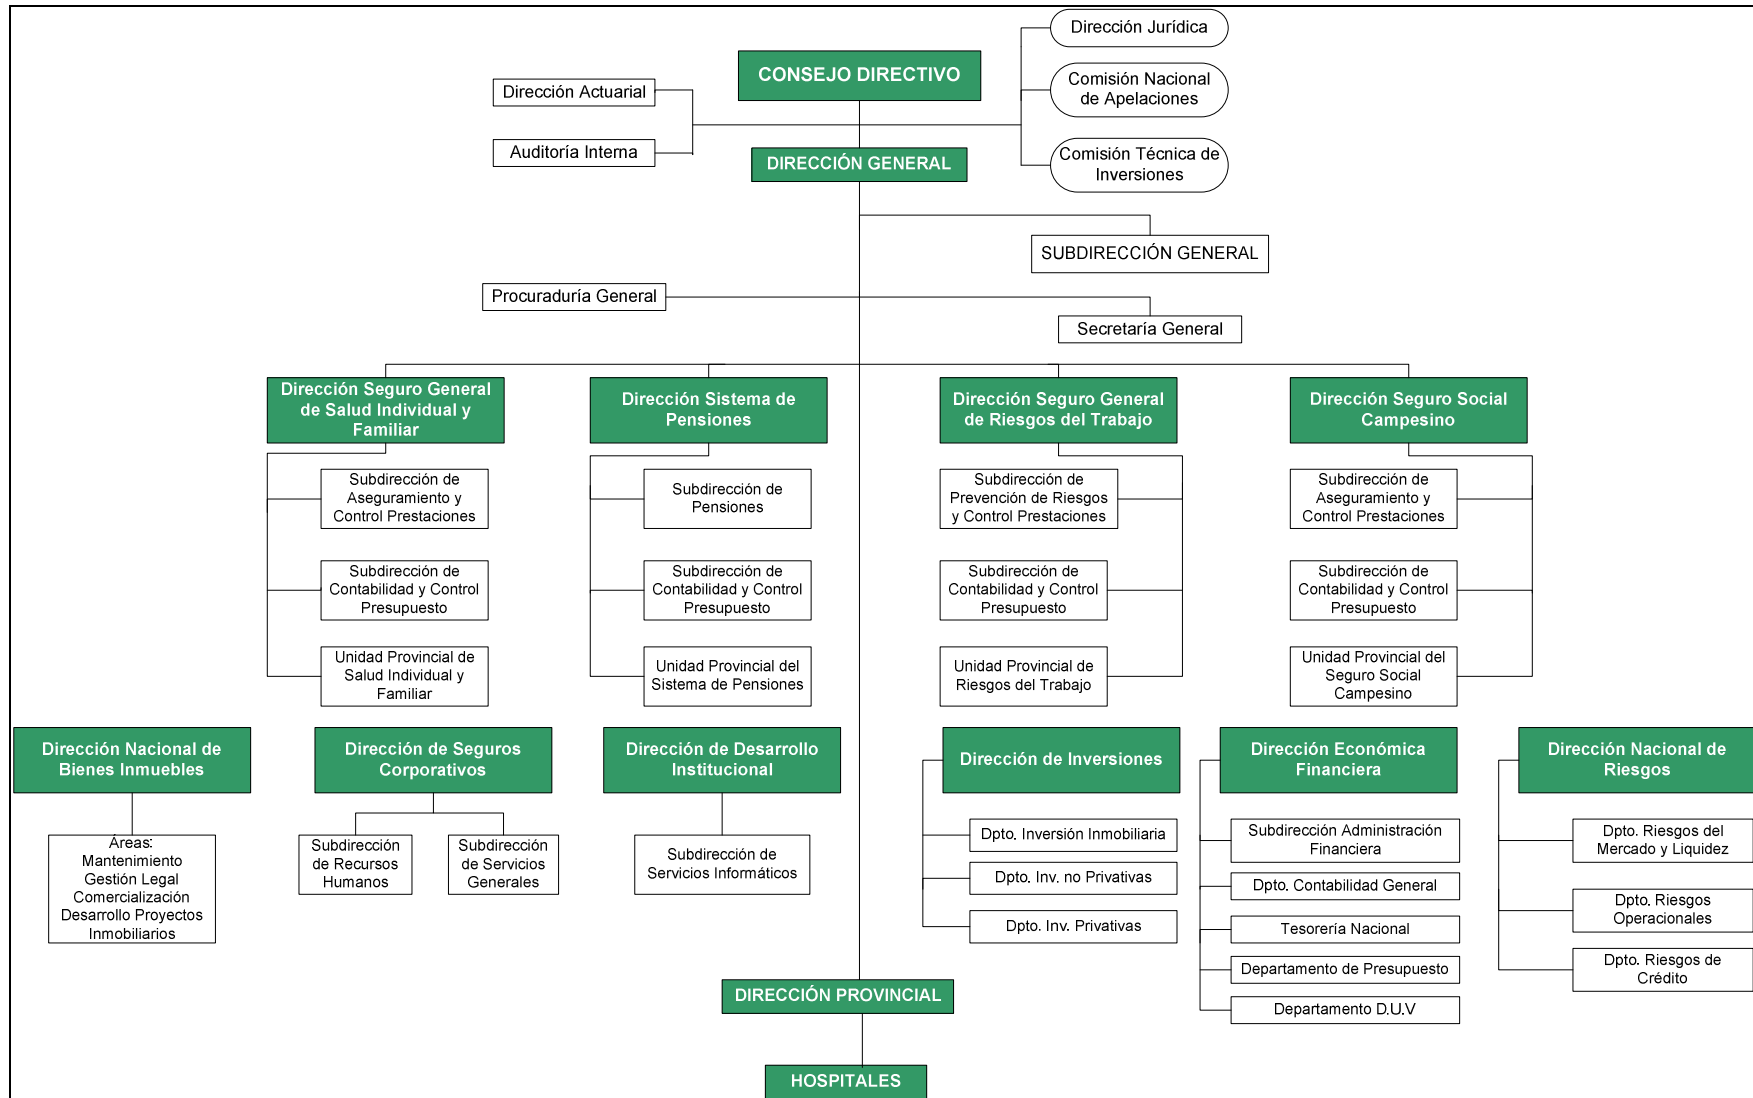 Dirección Jurídica
CONSEJO DIRECTIVO
Comisión Nacional
de Apelaciones
Dirección Actuarial
Auditoría Interna
DIRECCIÓN GENERAL
Comisión Técnica de
Inversiones
SUBDIRECCIÓN GENERAL
Procuraduría General
Secretaría General
Dirección Seguro General
de Salud Individual y
Familiar
Dirección Sistema de
Pensiones
Dirección Seguro General
de Riesgos del Trabajo
Dirección Seguro Social
Campesino
Subdirección de
Aseguramiento y
Control Prestaciones
Subdirección de
Pensiones
Subdirección de
Prevención de Riesgos
y Control Prestaciones
Subdirección de
Aseguramiento y
Control Prestaciones
Subdirección de
Contabilidad y Control
Presupuesto
Subdirección de
Contabilidad y Control
Presupuesto
Subdirección de
Contabilidad y Control
Presupuesto
Subdirección de
Contabilidad y Control
Presupuesto
Unidad Provincial de
Salud Individual y
Familiar
Unidad Provincial del
Sistema de Pensiones
Unidad Provincial de
Riesgos del Trabajo
Unidad Provincial del
Seguro Social
Campesino
Dirección Nacional de
Bienes Inmuebles
Dirección de Seguros
Corporativos
Dirección de Desarrollo
Institucional
Dirección de Inversiones
Dirección Económica
Financiera
Dirección Nacional de
Riesgos
Áreas:
Mantenimiento
Gestión Legal
Comercialización
Desarrollo Proyectos
Inmobiliarios
Subdirección
de Recursos
Humanos
Subdirección
de Servicios
Generales
Subdirección de
Servicios Informáticos
Dpto. Inversión Inmobiliaria
Dpto. Inv. no Privativas
Dpto. Inv. Privativas
Subdirección Administración
Financiera
Dpto. Contabilidad General
Tesorería Nacional
Departamento de Presupuesto
Departamento D.U.V
Dpto. Riesgos del
Mercado y Liquidez
Dpto. Riesgos
Operacionales
Dpto. Riesgos de
Crédito
DIRECCIÓN PROVINCIAL
HOSPITALES